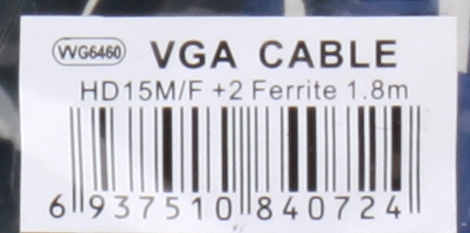 VVG6460 VGA CABLE
HD15M/F +2 Ferrite 1.8m
6 937510 840724